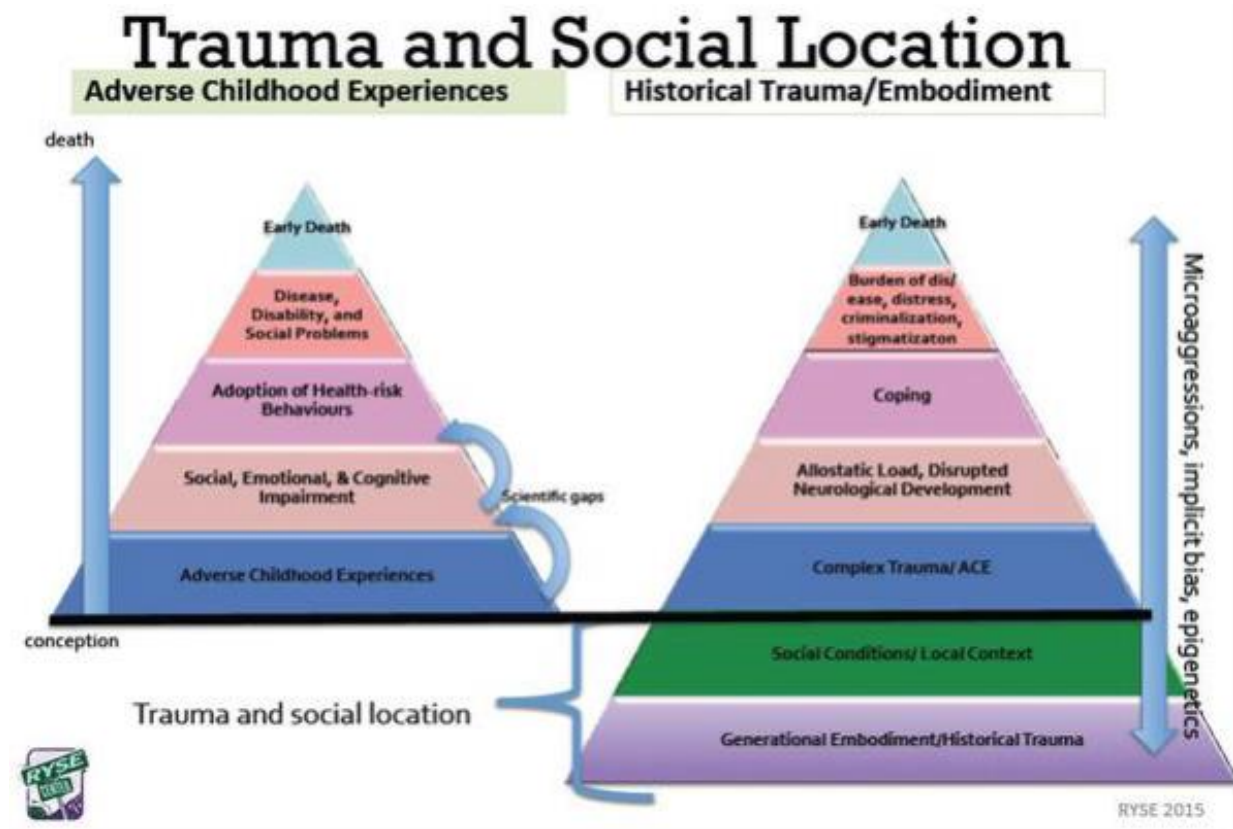 Trauma and Social Location
Adverse Childhood Experiences
Historical Trauma/Embodiment
death
Early Death
Disease,
Disability, and
Social Problems
Adoption of Health-risk
Behaviours
Social, Emotional, & Cognitive
Impairment
Scientific gaps
Adverse Childhood Experiences
conception
Early Death
Burden of dis/
ease, distress,
criminalization,
stigmatizaton
Coping
Allostatic Load, Disrupted
Neurological Development
Complex Trauma/ ACE
Social Conditions/ Local Context
Generational Embodiment/Historical Trauma
Microaggressions, implicit bias, epigenetics
Trauma and social location
RYSE
CENTER
RYSE 2015